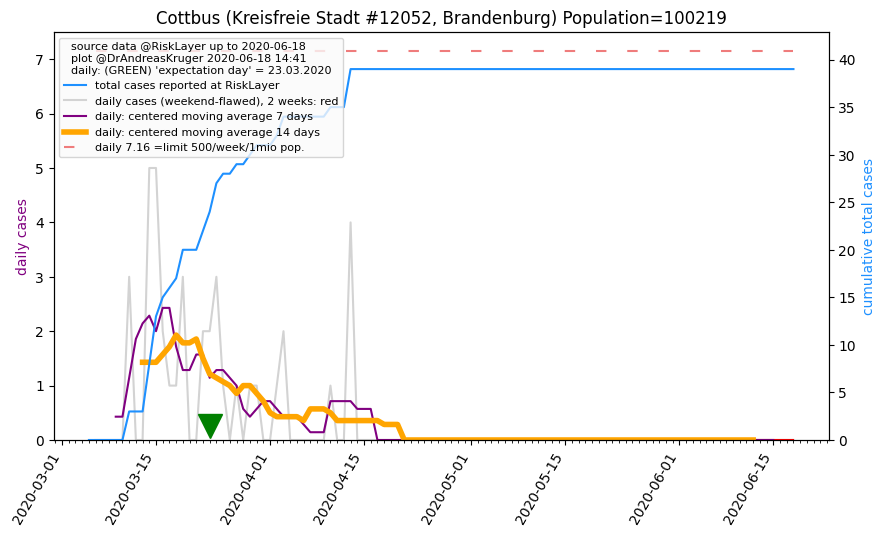 Cottbus (Kreisfreie Stadt #12052, Brandenburg) Population=100219
source data @RiskLayer up to 2020-06-18
plot @DrAndreasKruger 2020-06-18 14:41
daily: (GREEN) 'expectation day' = 23.03.2020
total cases reported at RiskLayer
daily cases (weekend-flawed), 2 weeks: red
daily: centered moving average 7 days
daily: centered moving average 14 days
daily 7.16 =limit 500/week/1mio pop.
daily cases
7
6
5
4
3
2
1
0
40
35
30
25
20
15
10
5
0
cumulative total cases
2020-03-01
2020-03-15
2020-04-01
2020-04-15
2020-05-01
2020-05-15
2020-06-01
2020-06-15